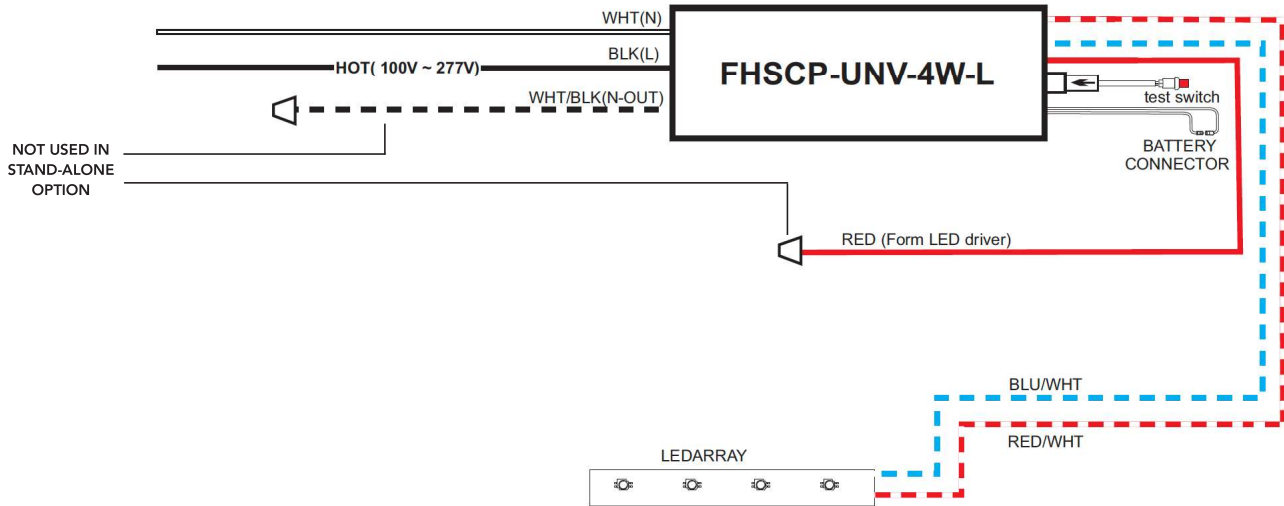 WHT(N)
BLK(L)
HOT( 100V ~ 277V)
WHT/BLK(N-OUT)
FHSCP-UNV-4W-L
test switch
BATTERY
CONNECTOR
NOT USED IN
STAND-ALONE
OPTION
RED (Form LED driver)
BLU/WHT
RED/WHT
LEDARRAY